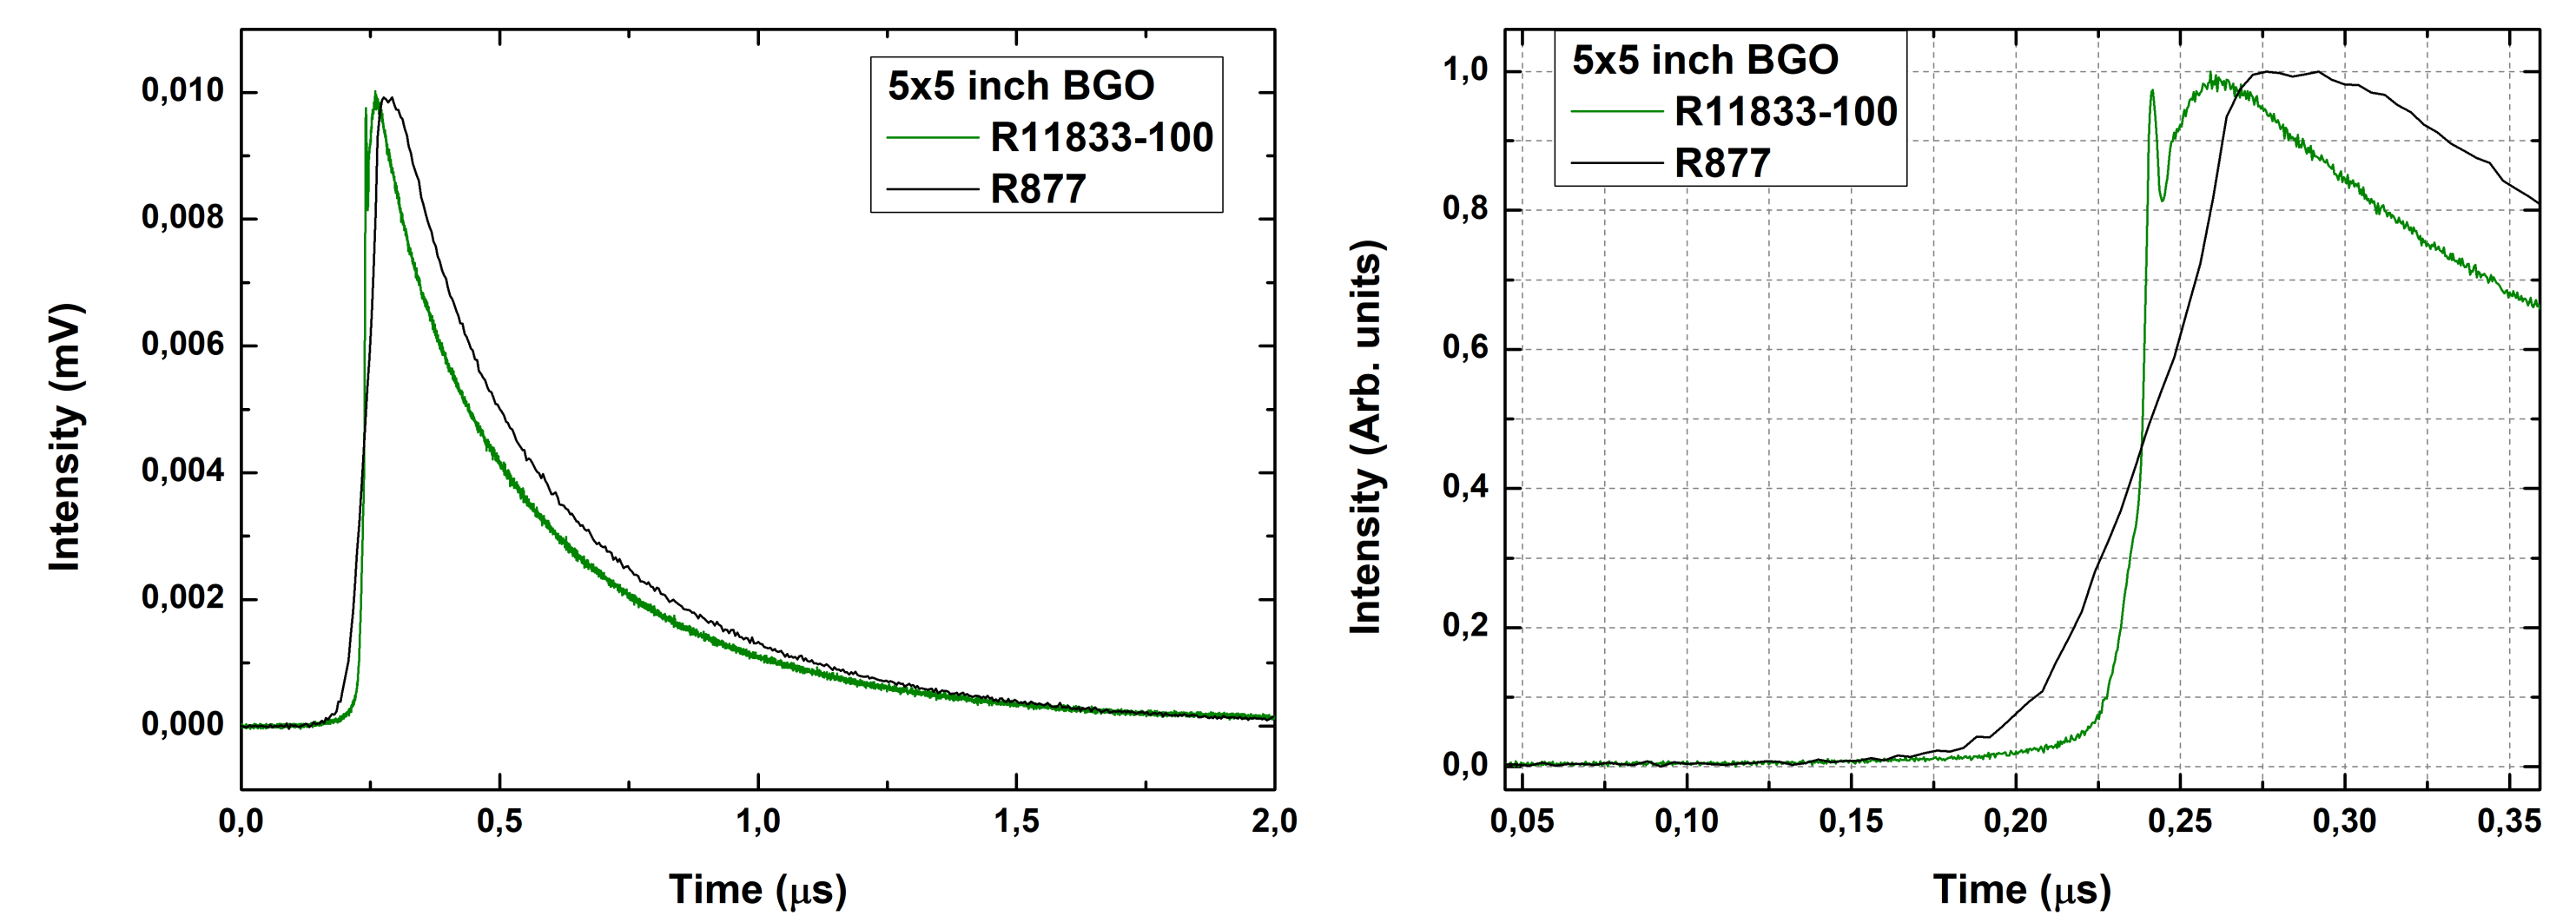 5x5 inch BGO
R11833-100
R877
0,010
0,008
0,006
0,004
0,002
0,000
Intensity (mV)
0,0 0,5 1,0 1,5 2,0
Time (μs)
5x5 inch BGO
R11833-100
R877
1,0
0,8
0,6
0,4
0,2
0,0
Intensity (Arb. units)
0,05 0,10 0,15 0,20 0,25 0,30 0,35
Time (μs)